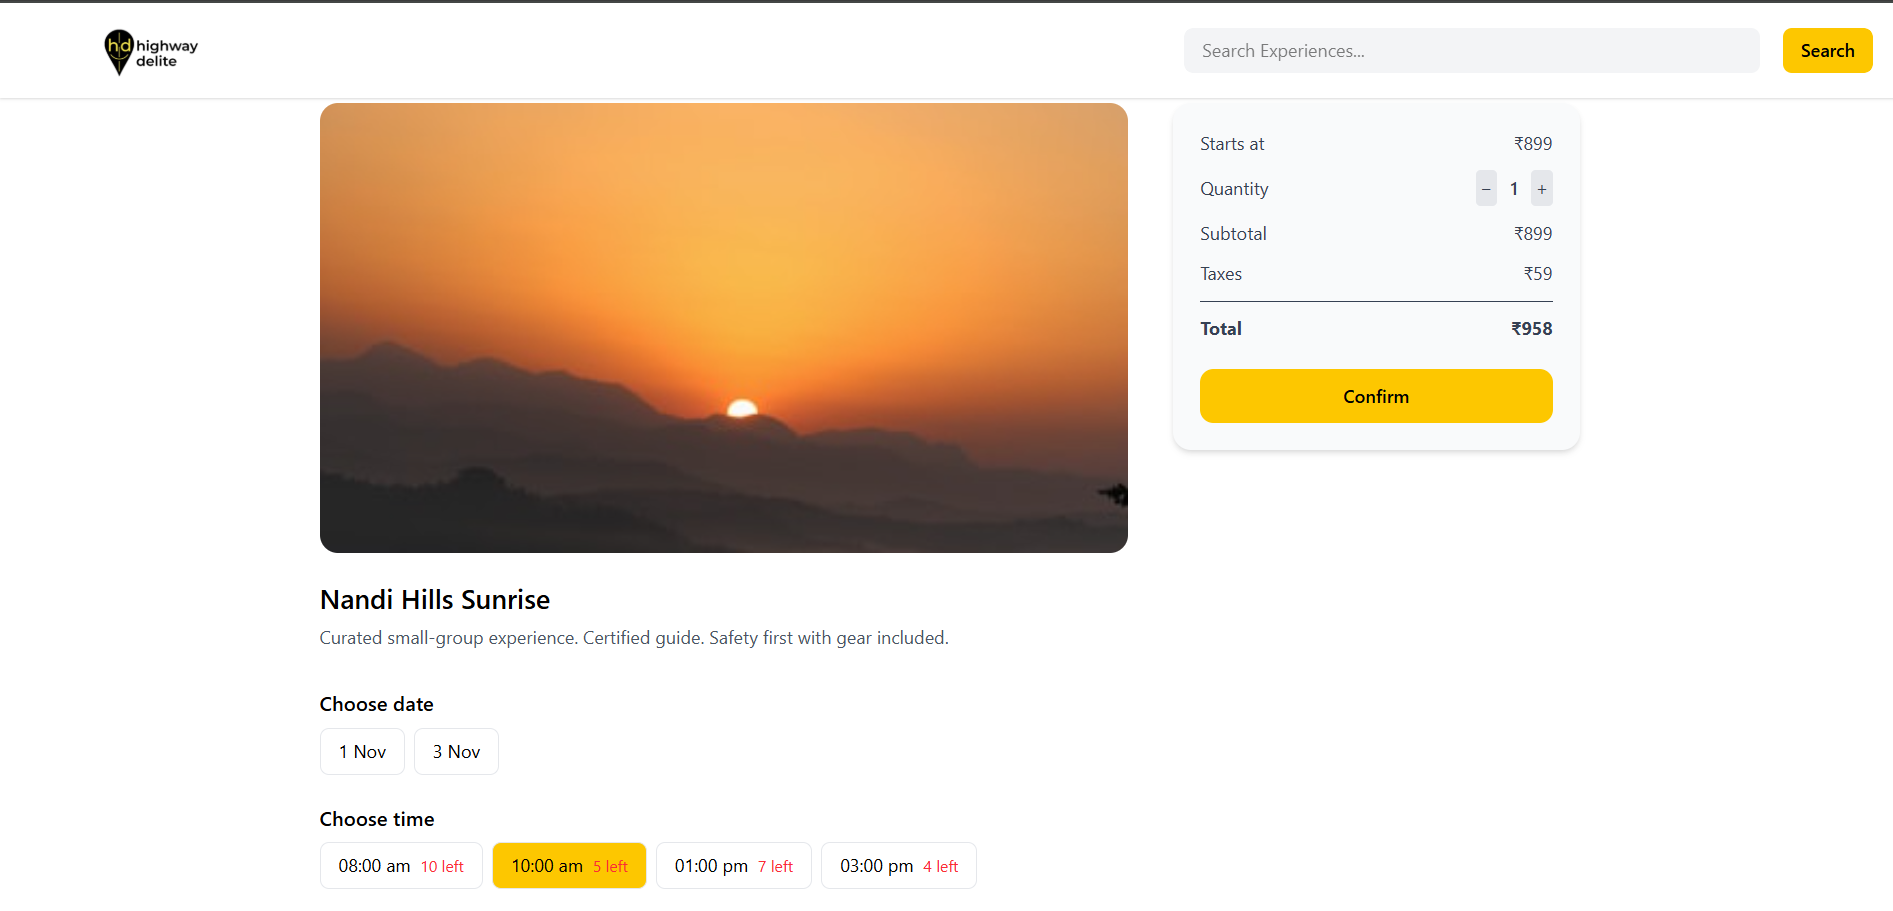 hd highway
delite
Search Experiences...
Search
Starts at ₹899
Quantity − 1 +
Subtotal ₹899
Taxes ₹59
Total ₹958
Confirm
Nandi Hills Sunrise
Curated small-group experience. Certified guide. Safety first with gear included.
Choose date
1 Nov 3 Nov
Choose time
08:00 am 10 left 10:00 am 5 left 01:00 pm 7 left 03:00 pm 4 left